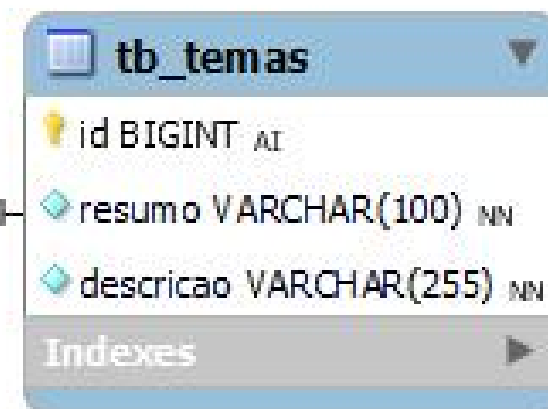 tb_temas
id BIGINT AI
resumo VARCHAR(100) NN
descricao VARCHAR(255) NN
Indexes